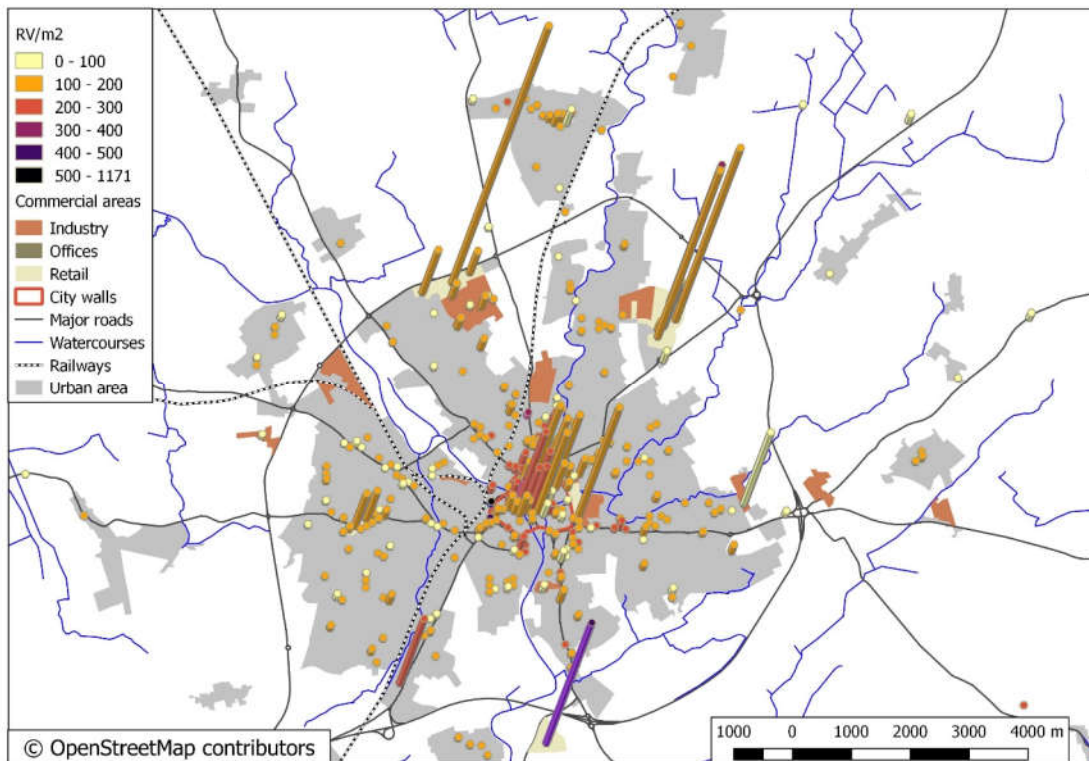 RV/m2
0 - 100
100 - 200
200 - 300
300 - 400
400 - 500
500 - 1171
Commercial areas
Industry
Offices
Retail
City walls
Major roads
Watercourses
Railways
Urban area
© OpenStreetMap contributors
1000 0 1000 2000 3000 4000 m